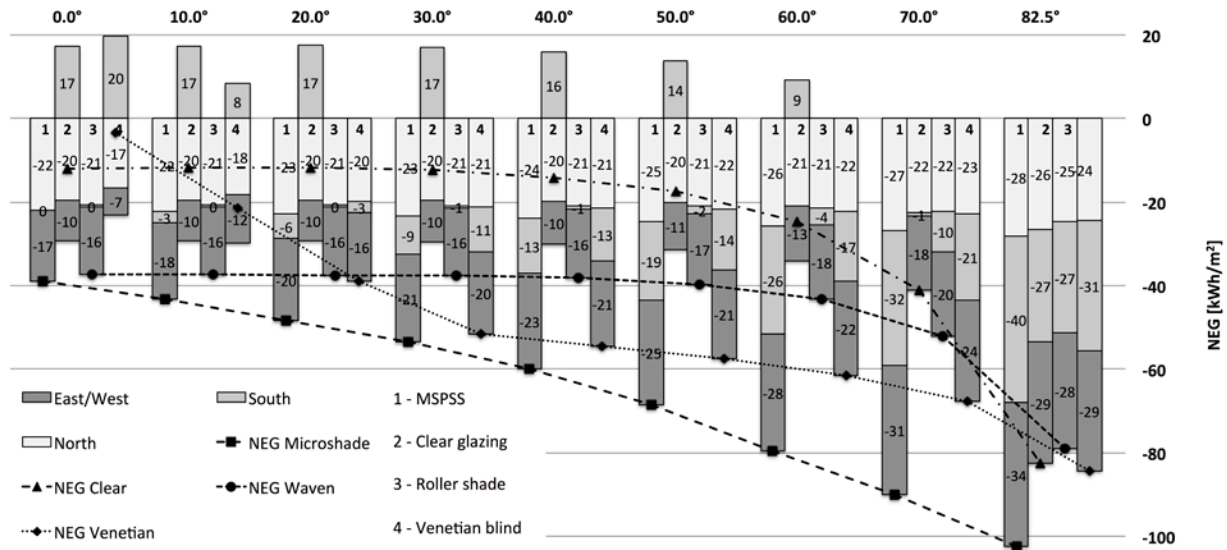 0.0° 10.0° 20.0° 30.0° 40.0° 50.0° 60.0° 70.0° 82.5°
20
17 20 17 8 17 17 16 14 9
0
1 2 3 4 1 2 3 4 1 2 3 4 1 2 3 4 1 2 3 4 1 2 3 4 1 2 3 4 1 2 3 4 1 2 3
-22 -20 -21 -17 -22 -20 -21 -18 -23 -20 -21 -20 -23 -20 -21 -21 -24 -20 -21 -21 -25 -20 -21 -22 -26 -21 -21 -22 -27 -22 -22 -23 -28 -26 -25 -24
-20
0 0 -3 0 -6 0 -3 -9 -1 -11 -13 -1 -13 -19 -2 -14 -26 -4 -17 -32 -1 -10 -21 -40 -27 -27 -31
-17 -10 -16 -7 -18 -10 -16 -12 -20 -10 -16 -16 -21 -10 -16 -20 -23 -10 -16 -21 -25 -11 -17 -21 -28 -13 -18 -22 -31 -18 -20 -24 -34 -29 -28 -29
-40
-60
-80
-100
NEG [kWh/m²]
East/West South 1 - MSPSS
North NEG Microshade 2 - Clear glazing
NEG Clear NEG Waven 3 - Roller shade
NEG Venetian 4 - Venetian blind